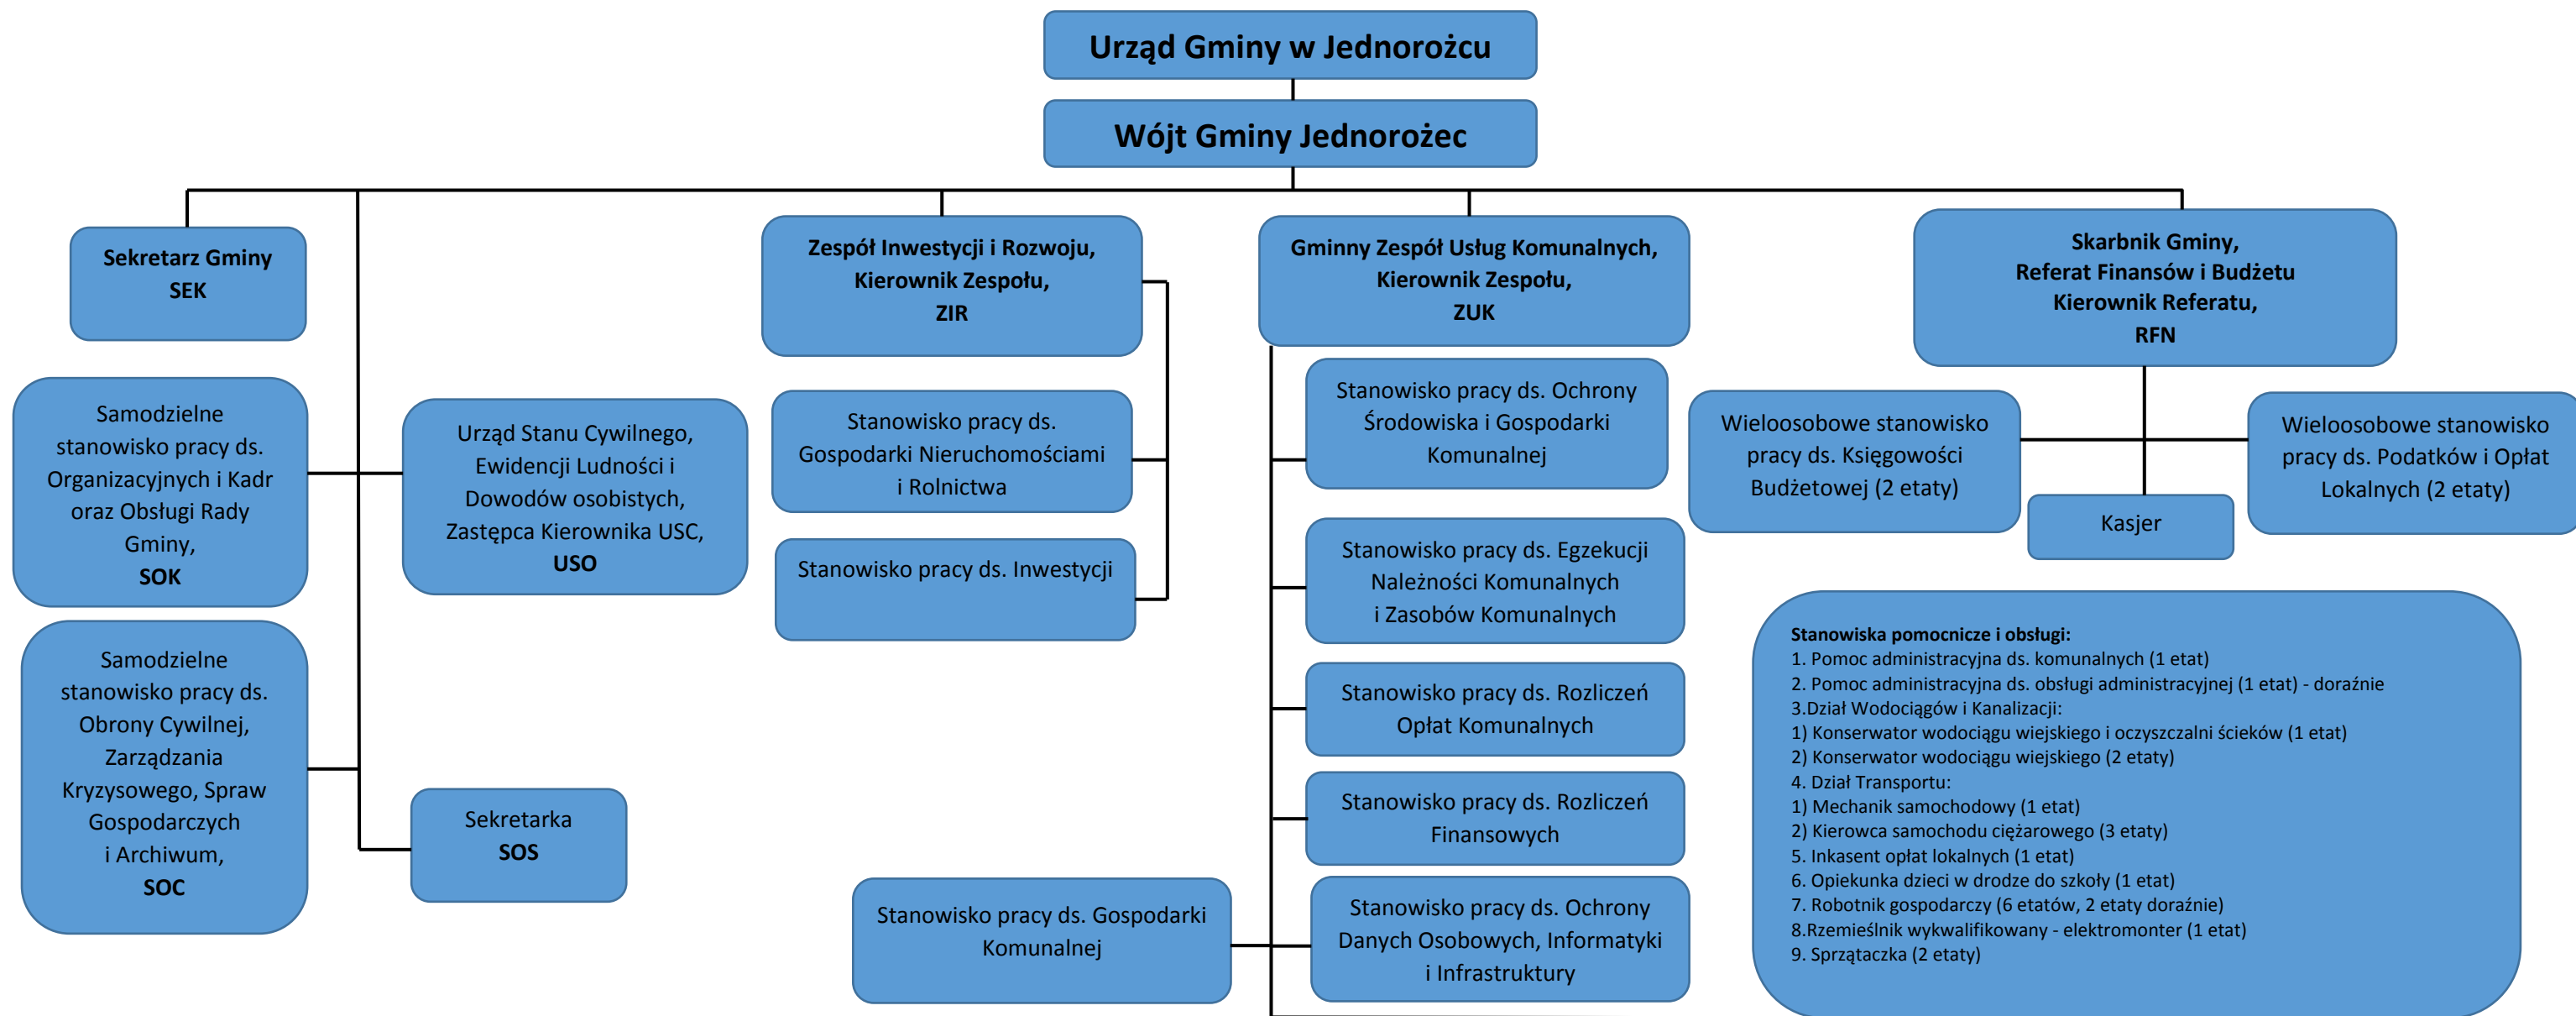 Urząd Gminy w Jednorożcu
Wójt Gminy Jednorożec
Sekretarz Gminy
SEK
Zespół Inwestycji i Rozwoju,
Kierownik Zespołu,
ZIR
Gminny Zespół Usług Komunalnych,
Kierownik Zespołu,
ZUK
Skarbnik Gminy,
Referat Finansów i Budżetu
Kierownik Referatu,
RFN
Samodzielne
stanowisko pracy ds.
Organizacyjnych i Kadr
oraz Obsługi Rady
Gminy,
SOK
Urząd Stanu Cywilnego,
Ewidencji Ludności i
Dowodów osobistych,
Zastępca Kierownika USC,
USO
Stanowisko pracy ds.
Gospodarki Nieruchomościami
i Rolnictwa
Stanowisko pracy ds. Inwestycji
Stanowisko pracy ds. Ochrony
Środowiska i Gospodarki
Komunalnej
Stanowisko pracy ds. Egzekucji
Należności Komunalnych
i Zasobów Komunalnych
Stanowisko pracy ds. Rozliczeń
Opłat Komunalnych
Stanowisko pracy ds. Rozliczeń
Finansowych
Stanowisko pracy ds. Gospodarki
Komunalnej
Stanowisko pracy ds. Ochrony
Danych Osobowych, Informatyki
i Infrastruktury
Wieloosobowe stanowisko
pracy ds. Księgowości
Budżetowej (2 etaty)
Kasjer
Wieloosobowe stanowisko
pracy ds. Podatków i Opłat
Lokalnych (2 etaty)
Samodzielne
stanowisko pracy ds.
Obrony Cywilnej,
Zarządzania
Kryzysowego, Spraw
Gospodarczych
i Archiwum,
SOC
Sekretarka
SOS
Stanowiska pomocnicze i obsługi:
1. Pomoc administracyjna ds. komunalnych (1 etat)
2. Pomoc administracyjna ds. obsługi administracyjnej (1 etat) - doraźnie
3.Dział Wodociągów i Kanalizacji:
1) Konserwator wodociągu wiejskiego i oczyszczalni ścieków (1 etat)
2) Konserwator wodociągu wiejskiego (2 etaty)
4. Dział Transportu:
1) Mechanik samochodowy (1 etat)
2) Kierowca samochodu ciężarowego (3 etaty)
5. Inkasent opłat lokalnych (1 etat)
6. Opiekunka dzieci w drodze do szkoły (1 etat)
7. Robotnik gospodarczy (6 etatów, 2 etaty doraźnie)
8.Rzemieślnik wykwalifikowany - elektromonter (1 etat)
9. Sprzątaczka (2 etaty)